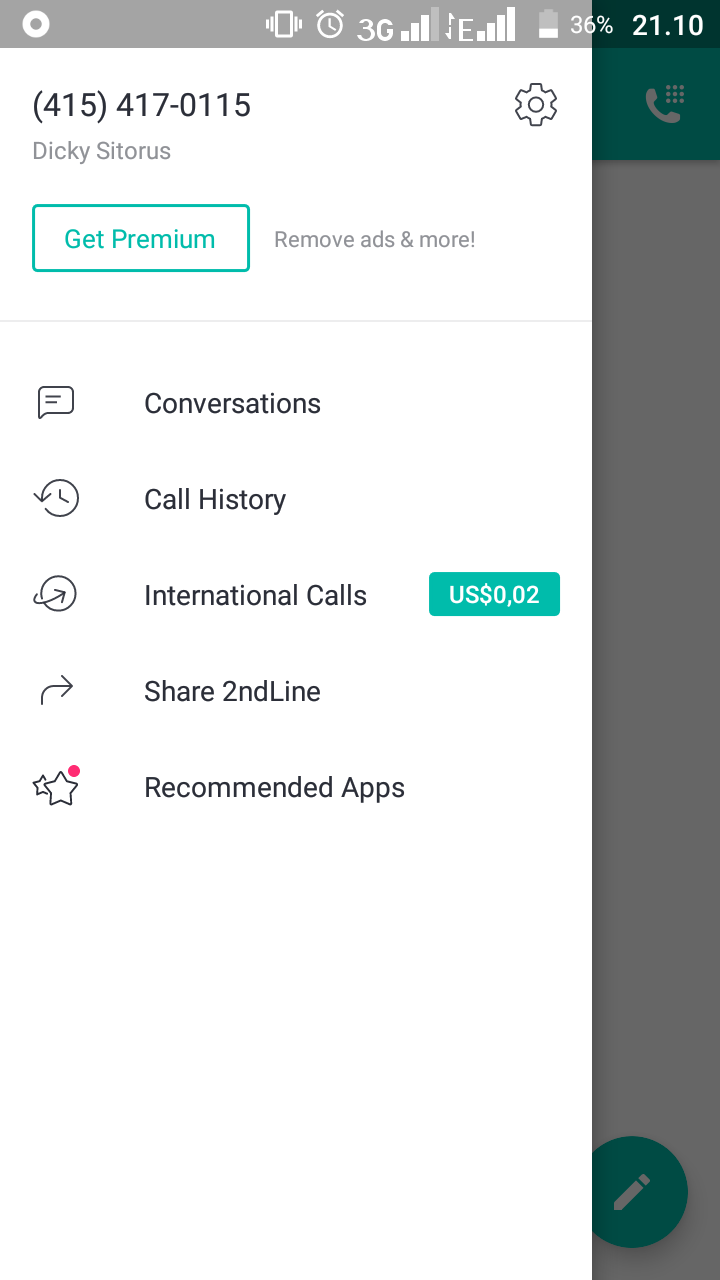 3G E 36% 21.10
(415) 417-0115
Dicky Sitorus
Get Premium Remove ads & more!
Conversations
Call History
International Calls US$0,02
Share 2ndLine
Recommended Apps